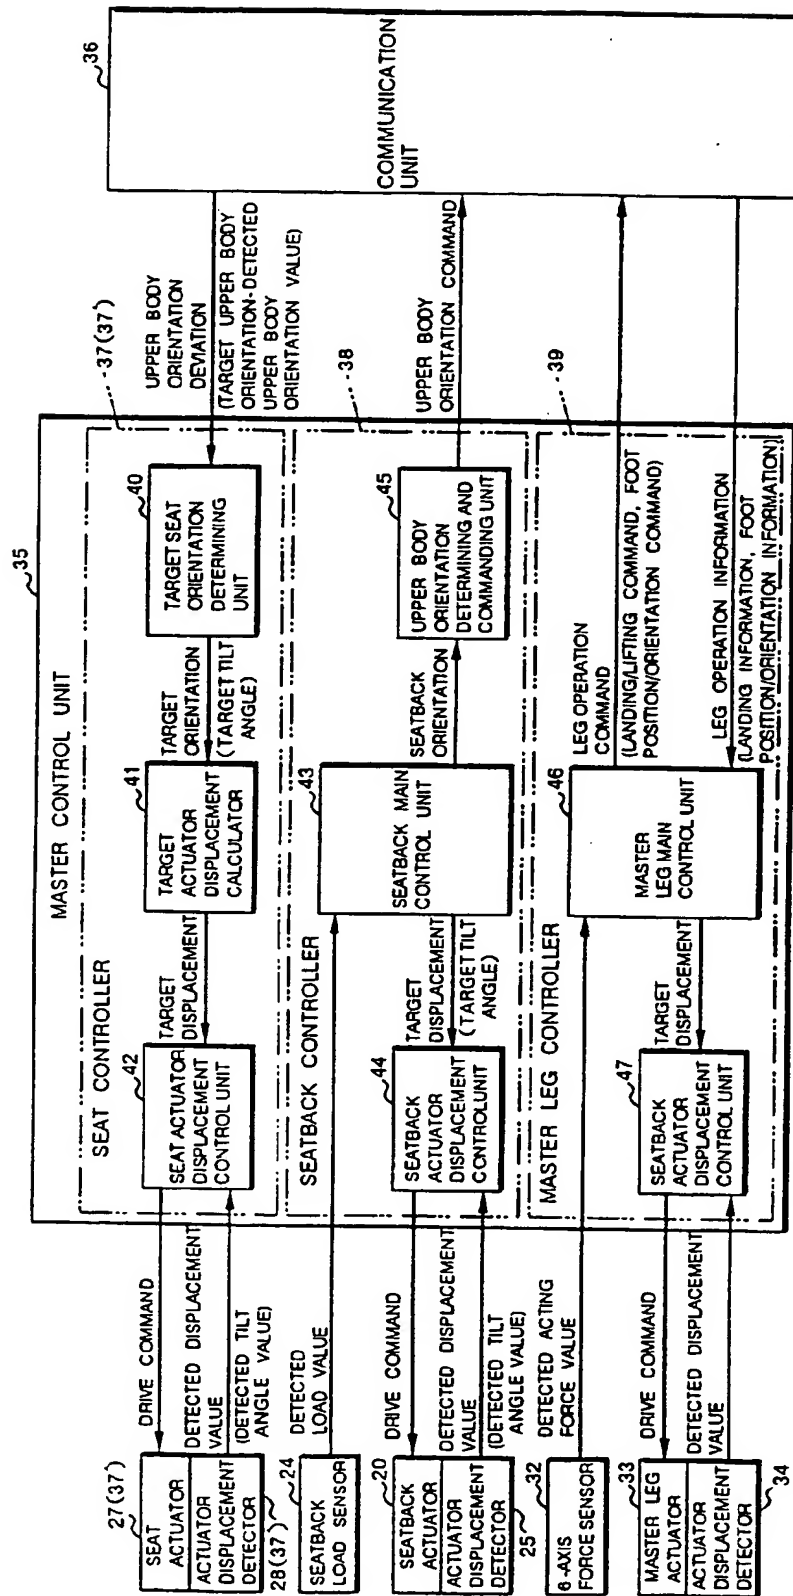 35
MASTER CONTROL UNIT
36
COMMUNICATION
UNIT
27(37')
SEAT
ACTUATOR
ACTUATOR
DISPLACEMENT
DETECTOR
28(37')
DRIVE COMMAND
DETECTED DISPLACEMENT
VALUE
(DETECTED TILT
ANGLE VALUE)
SEAT CONTROLLER
42
SEAT ACTUATOR
DISPLACEMENT
CONTROL UNIT
TARGET
DISPLACEMENT
41
TARGET
ACTUATOR
DISPLACEMENT
CALCULATOR
TARGET
ORIENTATION
(TARGET TILT
ANGLE)
40
TARGET SEAT
ORIENTATION
DETERMINING
UNIT
37(37')
UPPER BODY
ORIENTATION
DEVIATION
(TARGET UPPER BODY
ORIENTATION-DETECTED
UPPER BODY
ORIENTATION VALUE)
24
SEATBACK
LOAD SENSOR
DETECTED
LOAD VALUE
SEATBACK CONTROLLER
38
20
SEATBACK
ACTUATOR
ACTUATOR
DISPLACEMENT
DETECTOR
25
DRIVE COMMAND
DETECTED DISPLACEMENT
VALUE
(DETECTED TILT
ANGLE VALUE)
44
SEATBACK
ACTUATOR
DISPLACEMENT
CONTROLUNIT
TARGET
DISPLACEMENT
(TARGET TILT
ANGLE)
43
SEATBACK MAIN
CONTROL UNIT
SEATBACK
ORIENTATION
45
UPPER BODY
ORIENTATION
DETERMINING AND
COMMANDING UNIT
UPPER BODY
ORIENTATION COMMAND
32
6-AXIS
FORCE SENSOR
DETECTED ACTING
FORCE VALUE
MASTER LEG CONTROLLER
39
33
MASTER LEG
ACTUATOR
ACTUATOR
DISPLACEMENT
DETECTOR
34
DRIVE COMMAND
DETECTED DISPLACEMENT
VALUE
47
SEATBACK
ACTUATOR
DISPLACEMENT
CONTROL UNIT
TARGET
DISPLACEMENT
46
MASTER
LEG MAIN
CONTROL UNIT
LEG OPERATION
COMMAND
(LANDING/LIFTING COMMAND, FOOT
POSITION/ORIENTATION COMMAND)
LEG OPERATION INFORMATION
(LANDING INFORMATION, FOOT
POSITION/ORIENTATION INFORMATION)